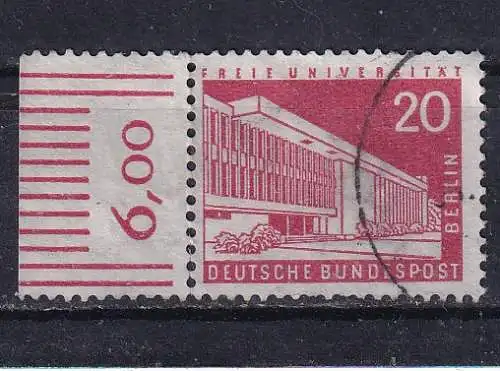 FREIE UNIVERSITÄT
20
BERLIN
DEUTSCHE BUNDESPOST
6,00